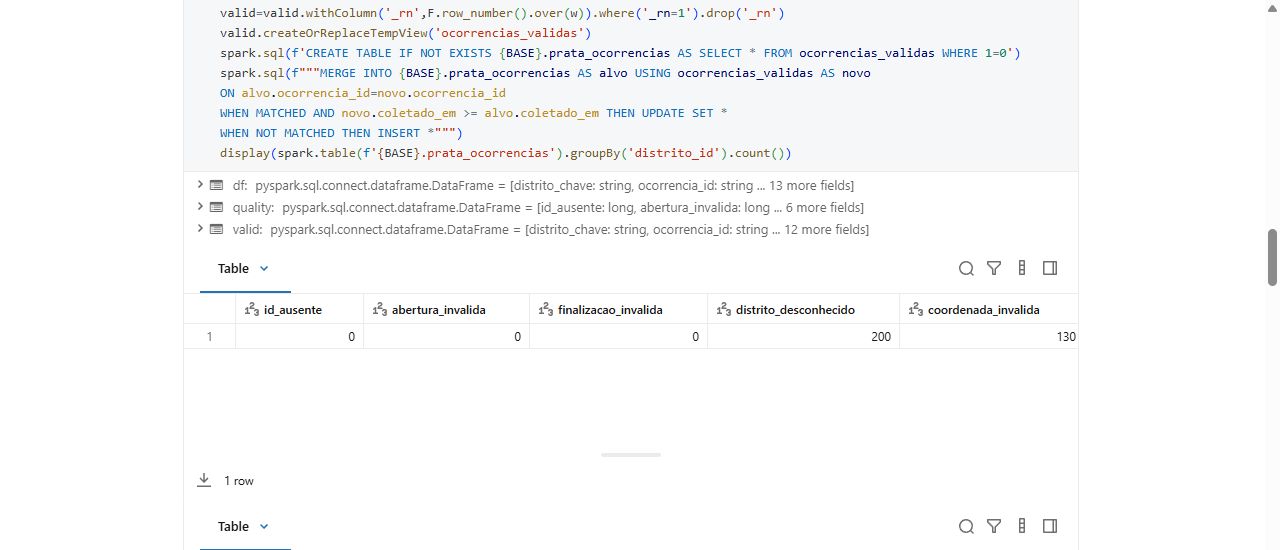 valid=valid.withColumn('_rn',F.row_number().over(w)).where('_rn=1').drop('_rn')
valid.createOrReplaceTempView('ocorrencias_validas')
spark.sql(f'CREATE TABLE IF NOT EXISTS {BASE}.prata_ocorrencias AS SELECT * FROM ocorrencias_validas WHERE 1=0')
spark.sql(f"""MERGE INTO {BASE}.prata_ocorrencias AS alvo USING ocorrencias_validas AS novo
ON alvo.ocorrencia_id=novo.ocorrencia_id
WHEN MATCHED AND novo.coletado_em >= alvo.coletado_em THEN UPDATE SET *
WHEN NOT MATCHED THEN INSERT *""")
display(spark.table(f'{BASE}.prata_ocorrencias').groupBy('distrito_id').count())
df: pyspark.sql.connect.dataframe.DataFrame = [distrito_chave: string, ocorrencia_id: string ... 13 more fields]
quality: pyspark.sql.connect.dataframe.DataFrame = [id_ausente: long, abertura_invalida: long ... 6 more fields]
valid: pyspark.sql.connect.dataframe.DataFrame = [distrito_chave: string, ocorrencia_id: string ... 12 more fields]
Table
123 id_ausente 123 abertura_invalida 123 finalizacao_invalida 123 distrito_desconhecido 123 coordenada_invalida
1 0 0 0 200 130
1 row
Table